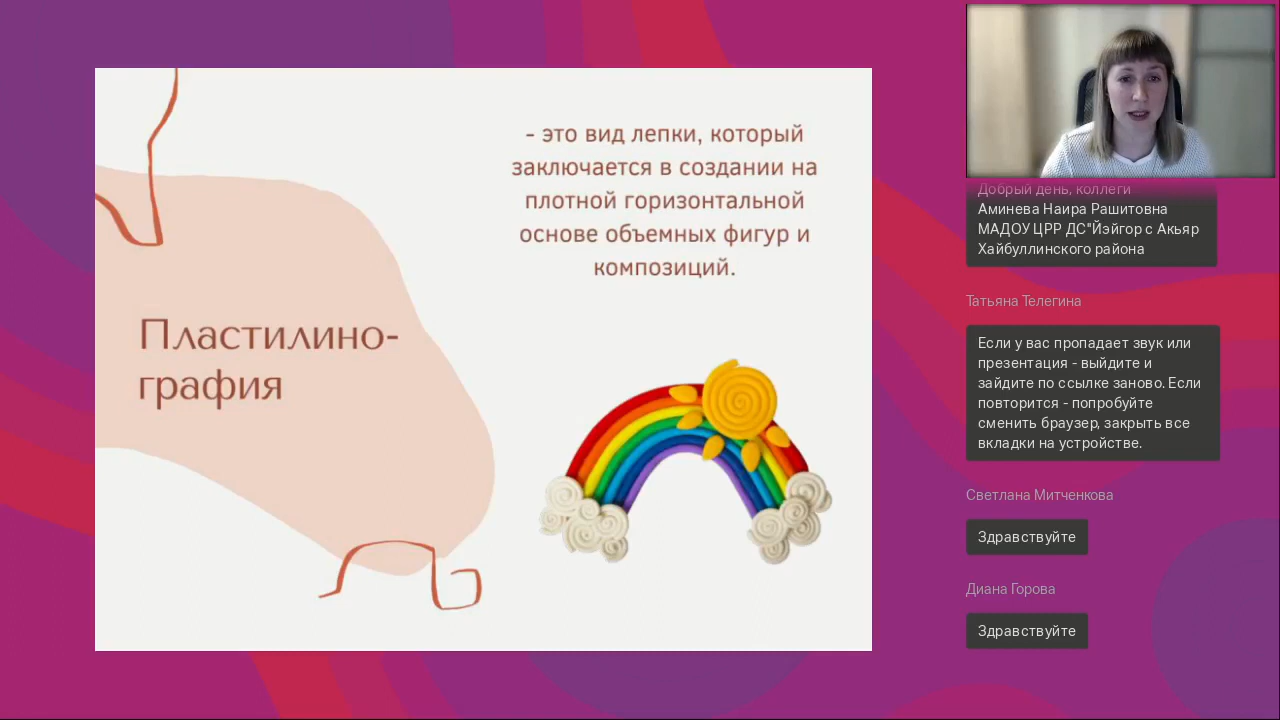 - это вид лепки, который
заключается в создании на
плотной горизонтальной
основе объемных фигур и
композиций.
Пластилино-
графия
Добрый день, коллеги
Аминева Наира Рашитовна
МАДОУ ЦРР ДС"Йэйгор с Акьяр
Хайбуллинского района
Татьяна Телегина
Если у вас пропадает звук или
презентация - выйдите и
зайдите по ссылке заново. Если
повторится - попробуйте
сменить браузер, закрыть все
вкладки на устройстве.
Светлана Митченкова
Здравствуйте
Диана Горова
Здравствуйте